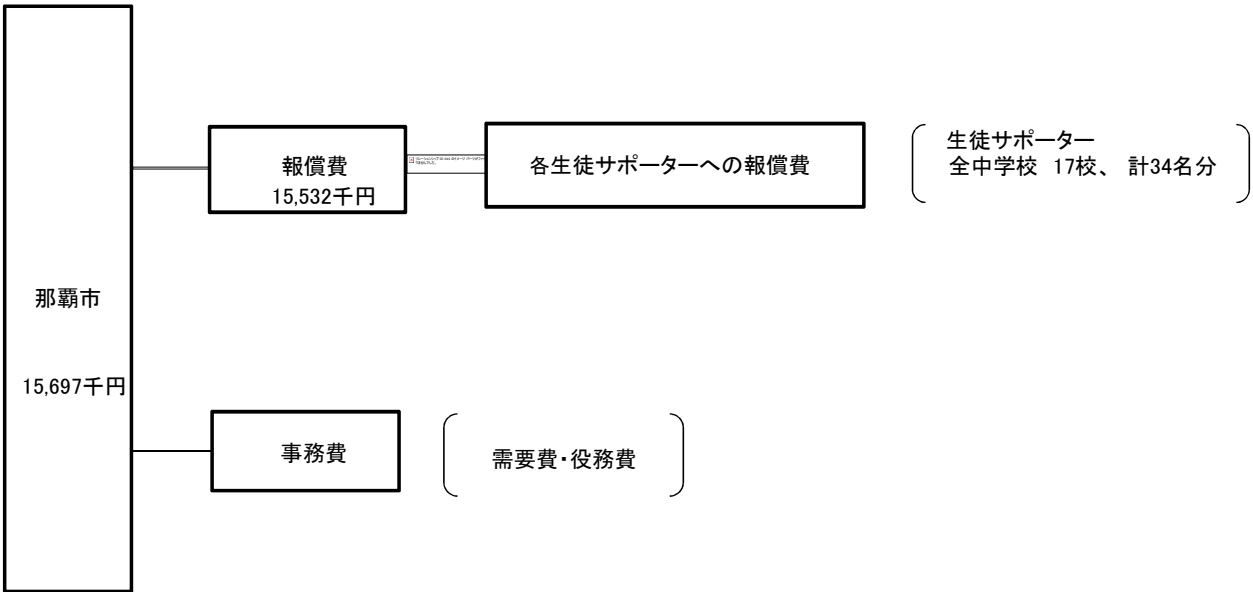 那覇市
15,697千円
報償費
15,532千円
各生徒サポーターへの報償費
生徒サポーター
全中学校 17校、 計34名分
事務費
需要費・役務費